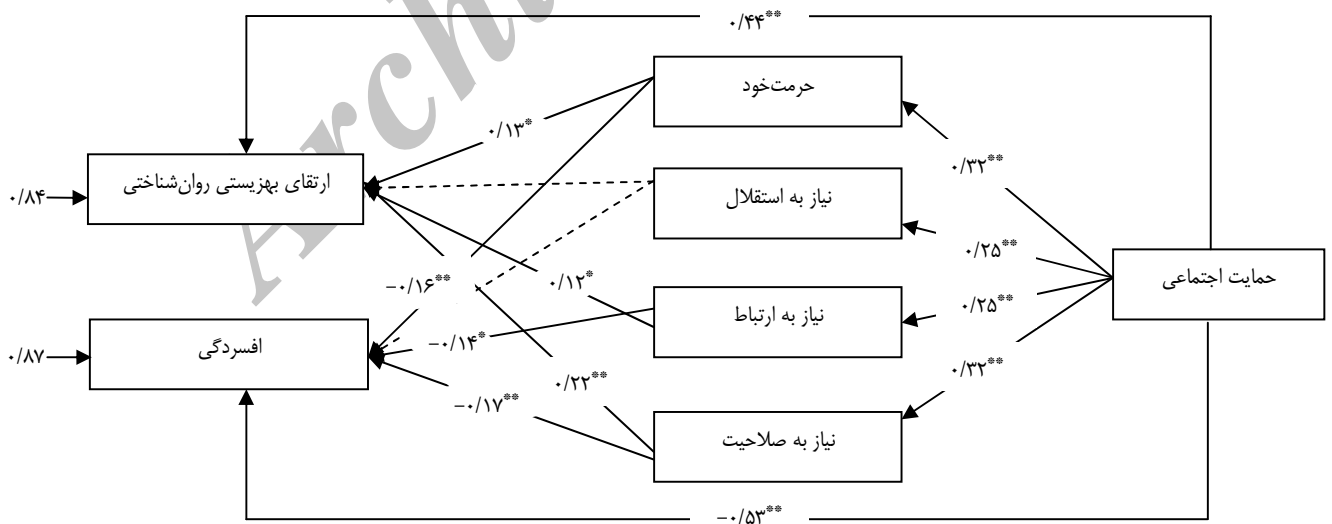 ۰/۴۴**
حرمت‌خود
۰/۱۳*
۰/۳۲**
ارتقای بهزیستی روان‌شناختی
۰/۸۴
نیاز به استقلال
۰/۲۵**
حمایت اجتماعی
-۰/۱۶**
۰/۱۲*
نیاز به ارتباط
۰/۲۵**
افسردگی
۰/۸۷
-۰/۱۴*
۰/۳۲**
۰/۲۲**
-۰/۱۷**
نیاز به صلاحیت
-۰/۵۳**